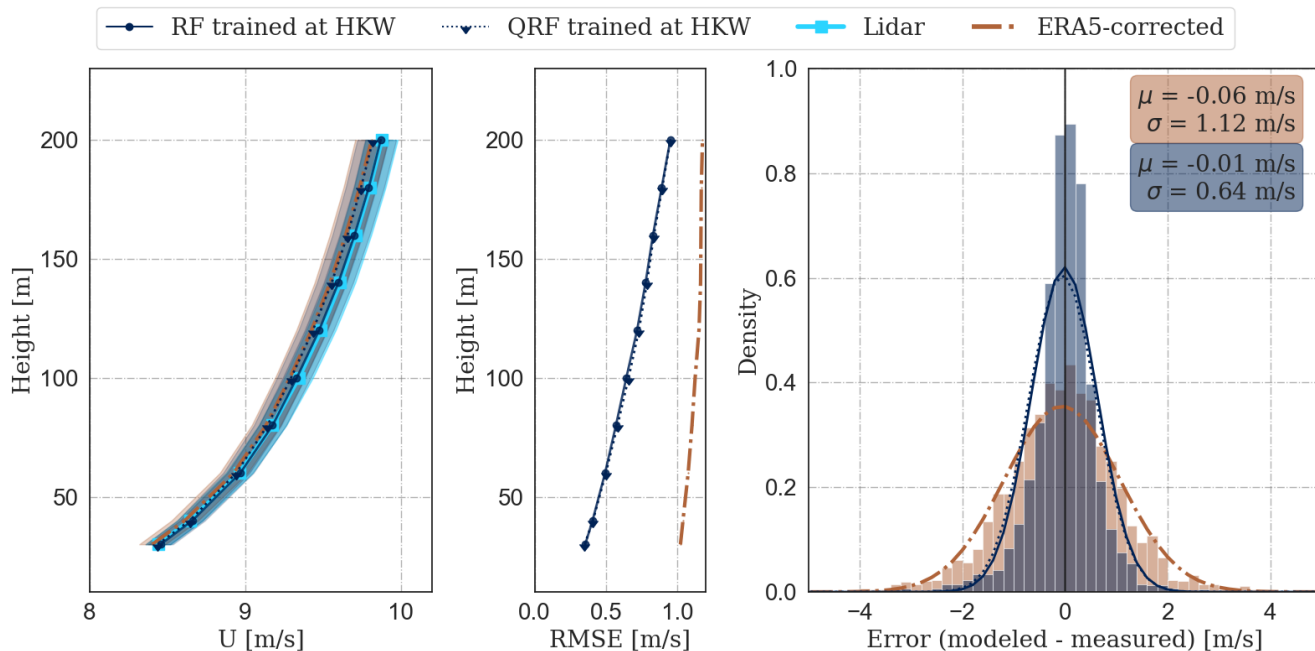 RF trained at HKW
QRF trained at HKW
Lidar
ERA5-corrected
Height [m]
200
150
100
50
8
9
10
U [m/s]
Height [m]
200
150
100
50
0.0
0.5
1.0
RMSE [m/s]
Density
1.0
0.8
0.6
0.4
0.2
0.0
−4
−2
0
2
4
Error (modeled - measured) [m/s]
μ = -0.06 m/s
σ = 1.12 m/s
μ = -0.01 m/s
σ = 0.64 m/s